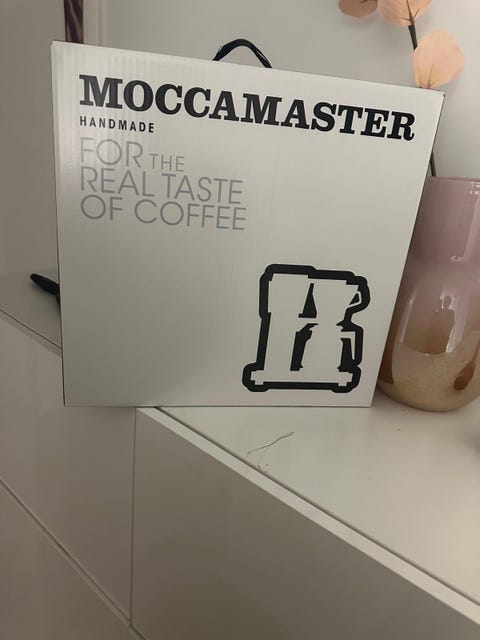 MOCCAMASTER
HANDMADE
FOR THE
REAL TASTE
OF COFFEE